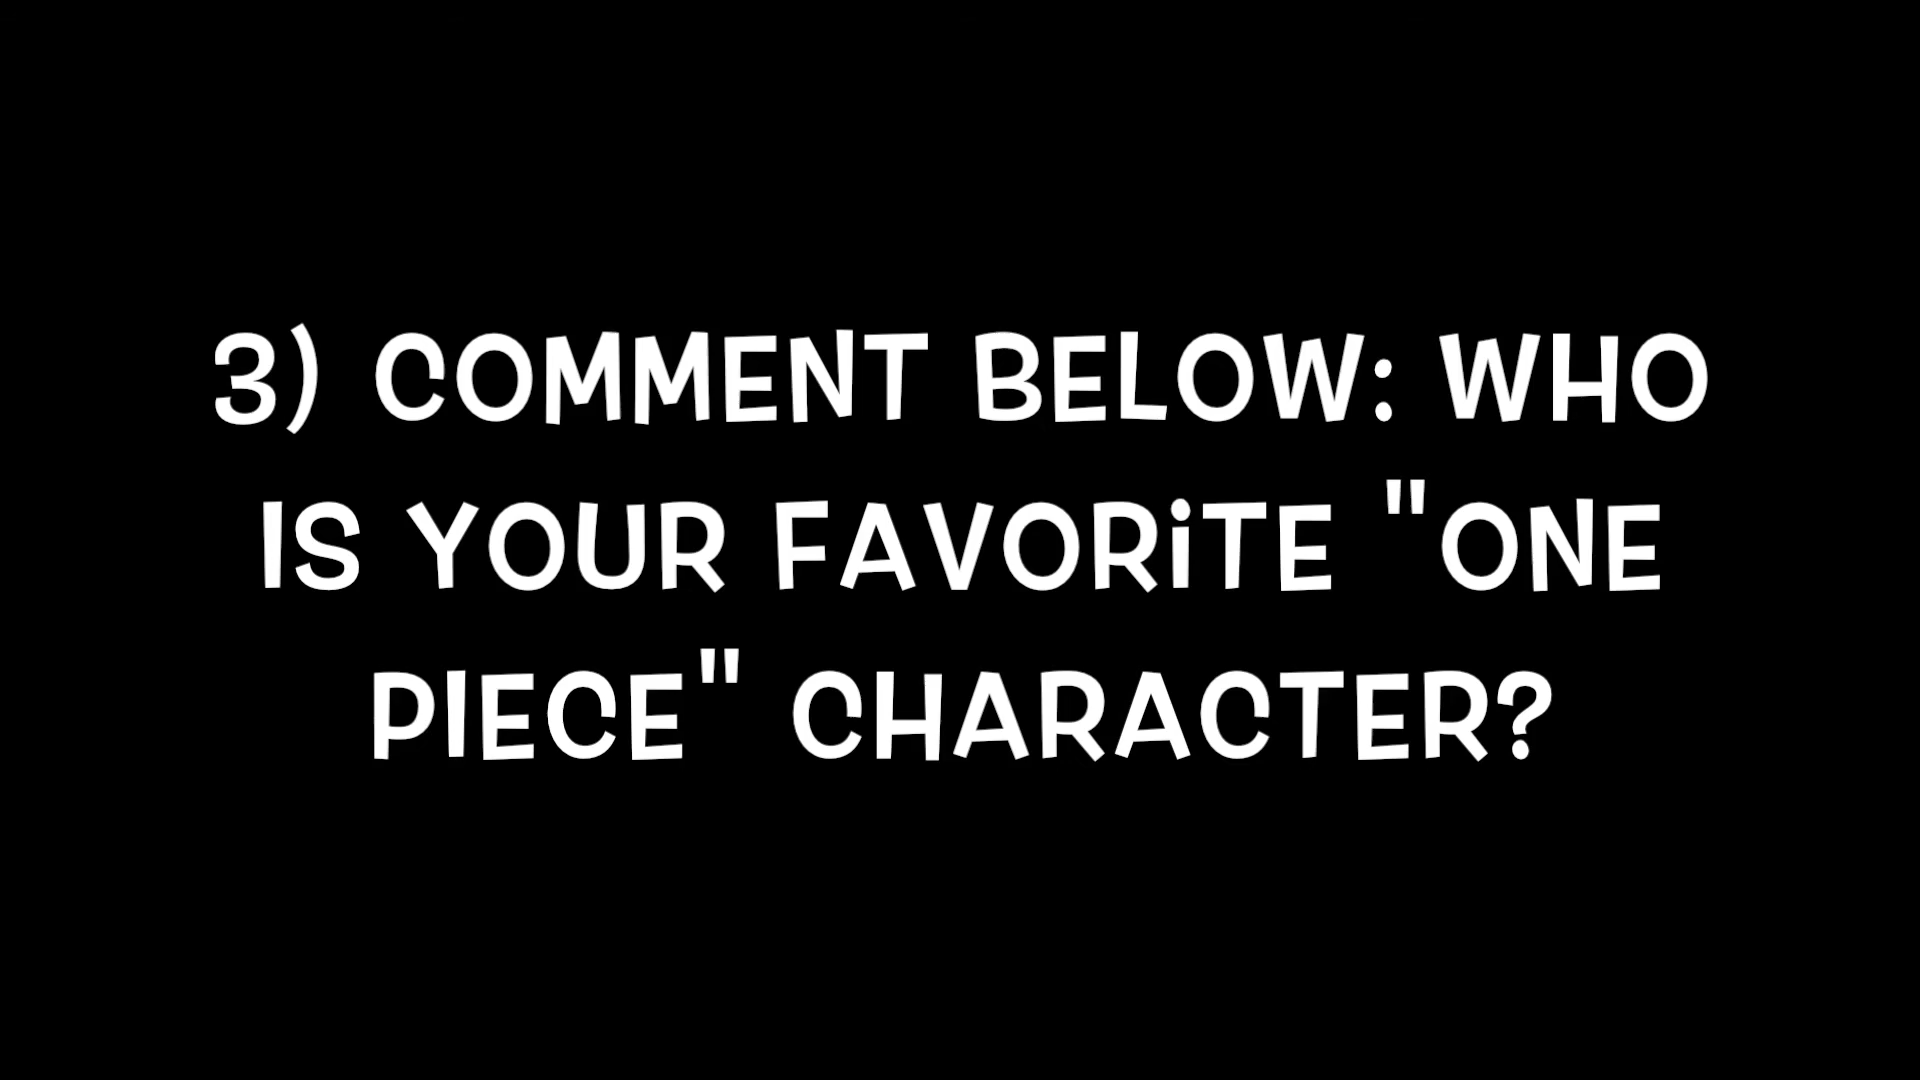 3) COMMENT BELOW: WHO
IS YOUR FAVORiTE "ONE
PIECE" CHARACTER?